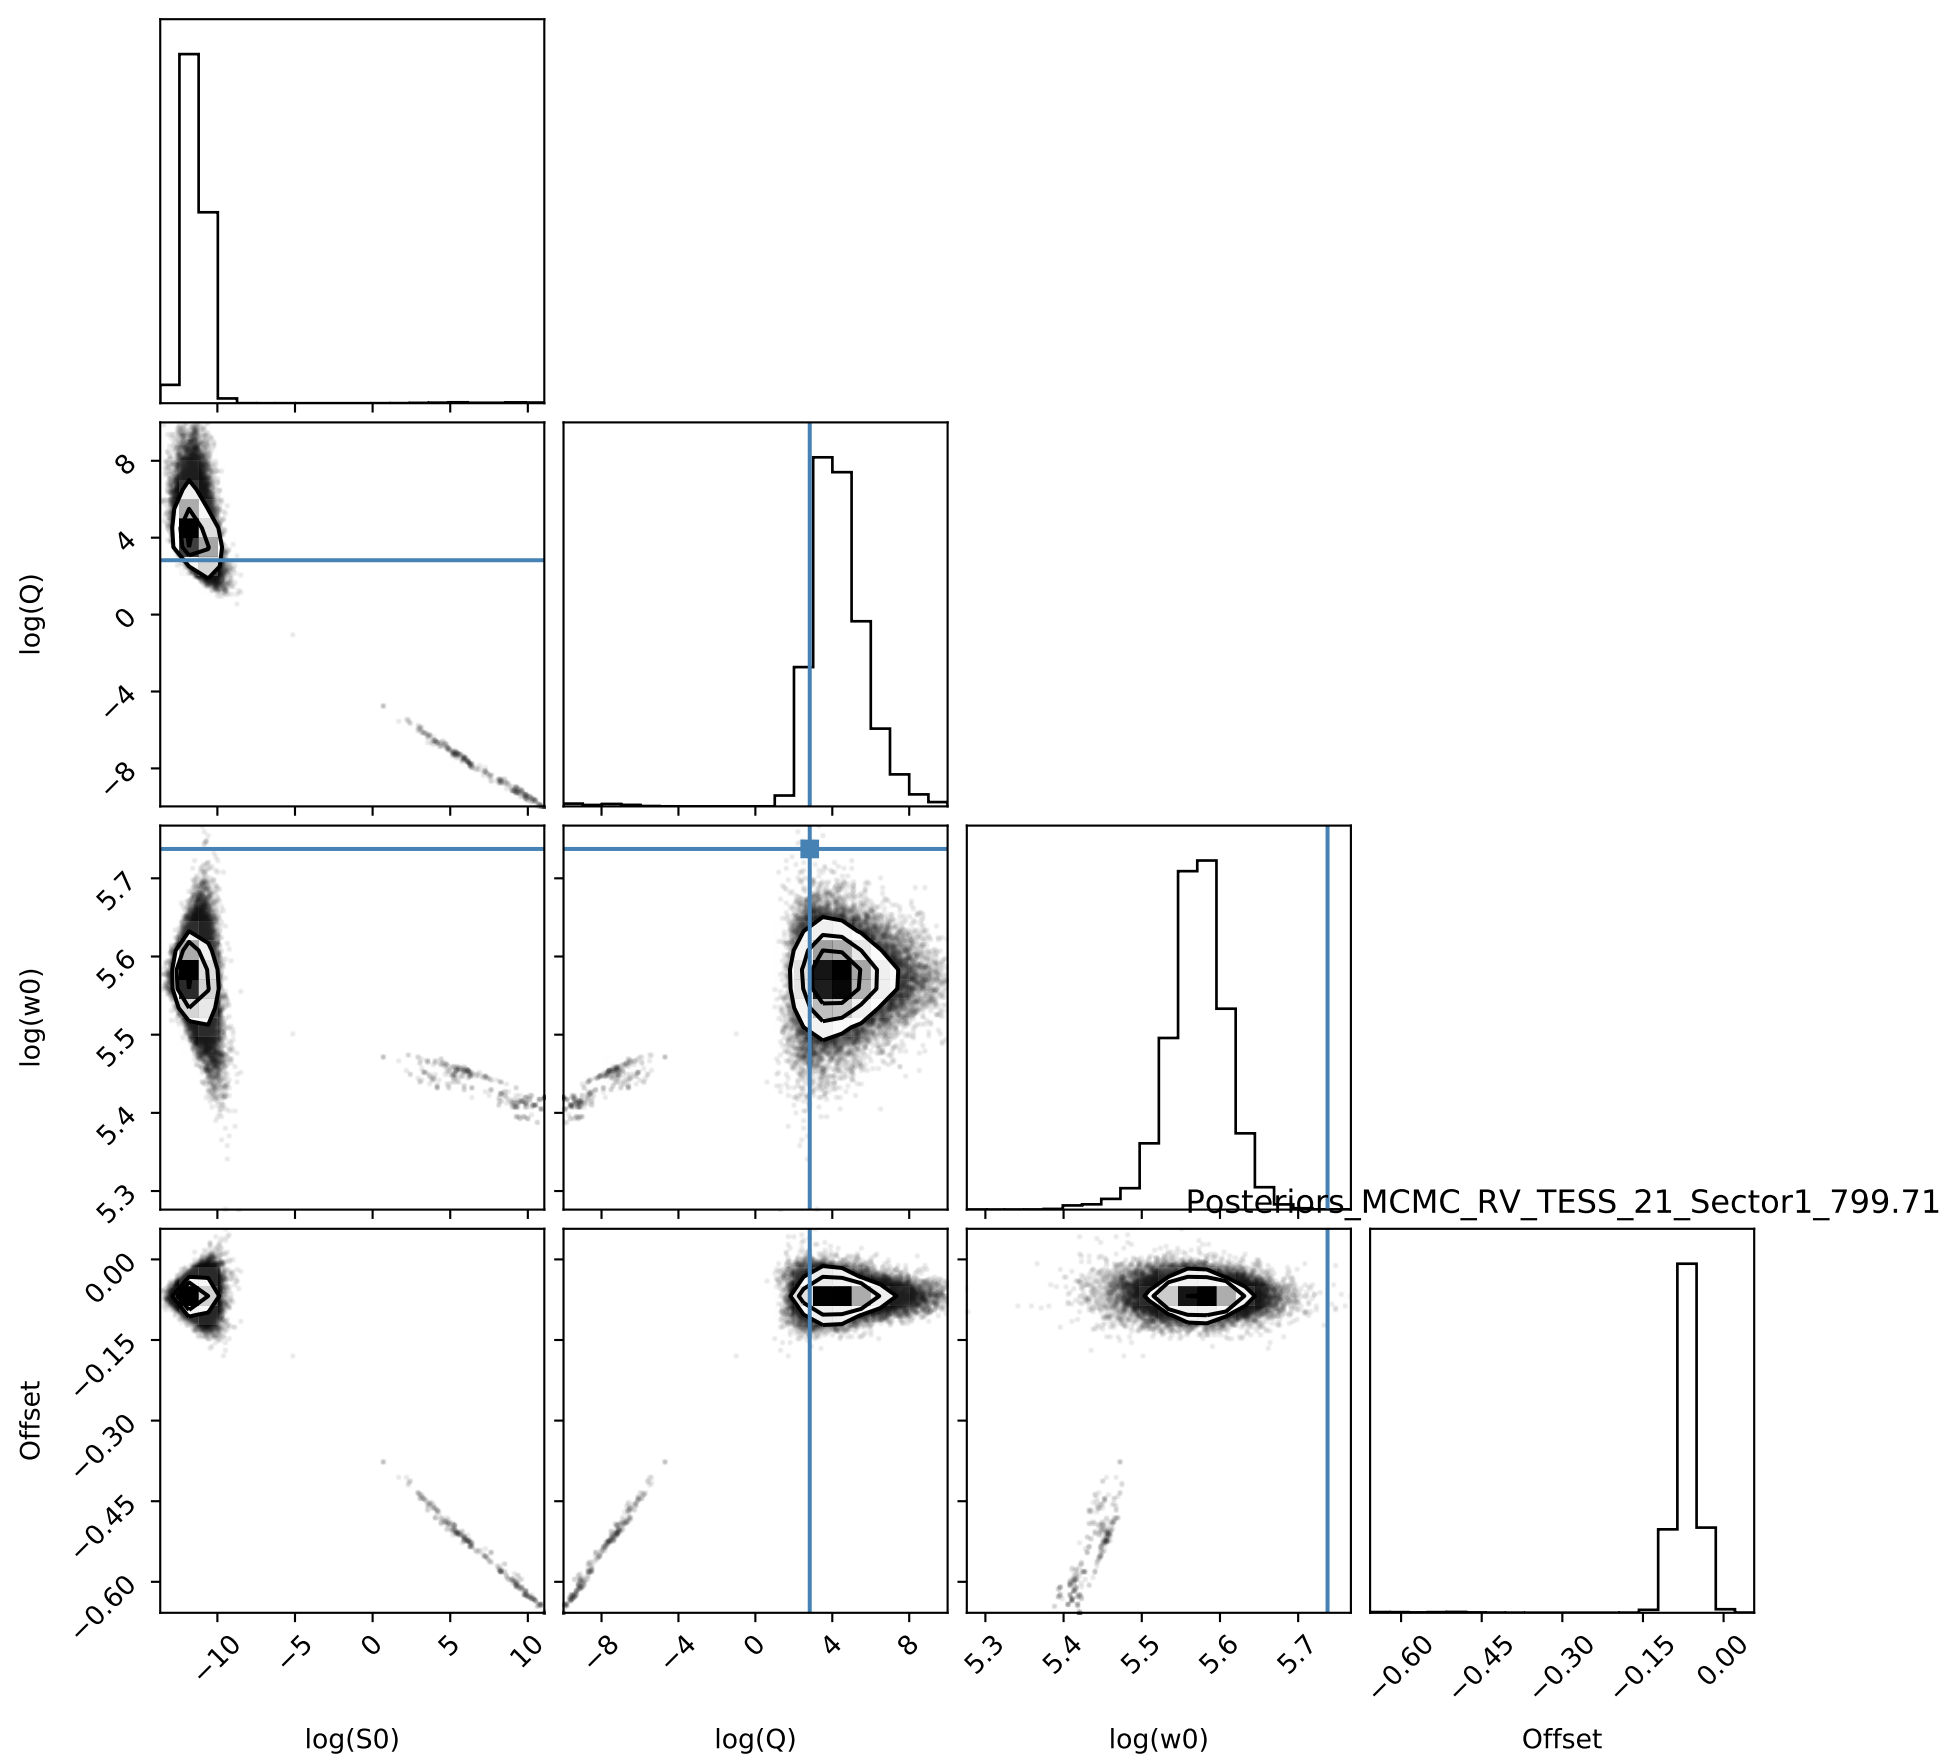 8
4
0
−4
−8
log(Q)
5.7
5.6
5.5
5.4
5.3
log(w0)
Posteriors_MCMC_RV_TESS_21_Sector1_799.71
0.00
−0.15
−0.30
−0.45
−0.60
Offset
−10 −5 0 5 10
−8 −4 0 4 8
5.3 5.4 5.5 5.6 5.7
−0.60 −0.45 −0.30 −0.15 0.00
log(S0) log(Q) log(w0) Offset